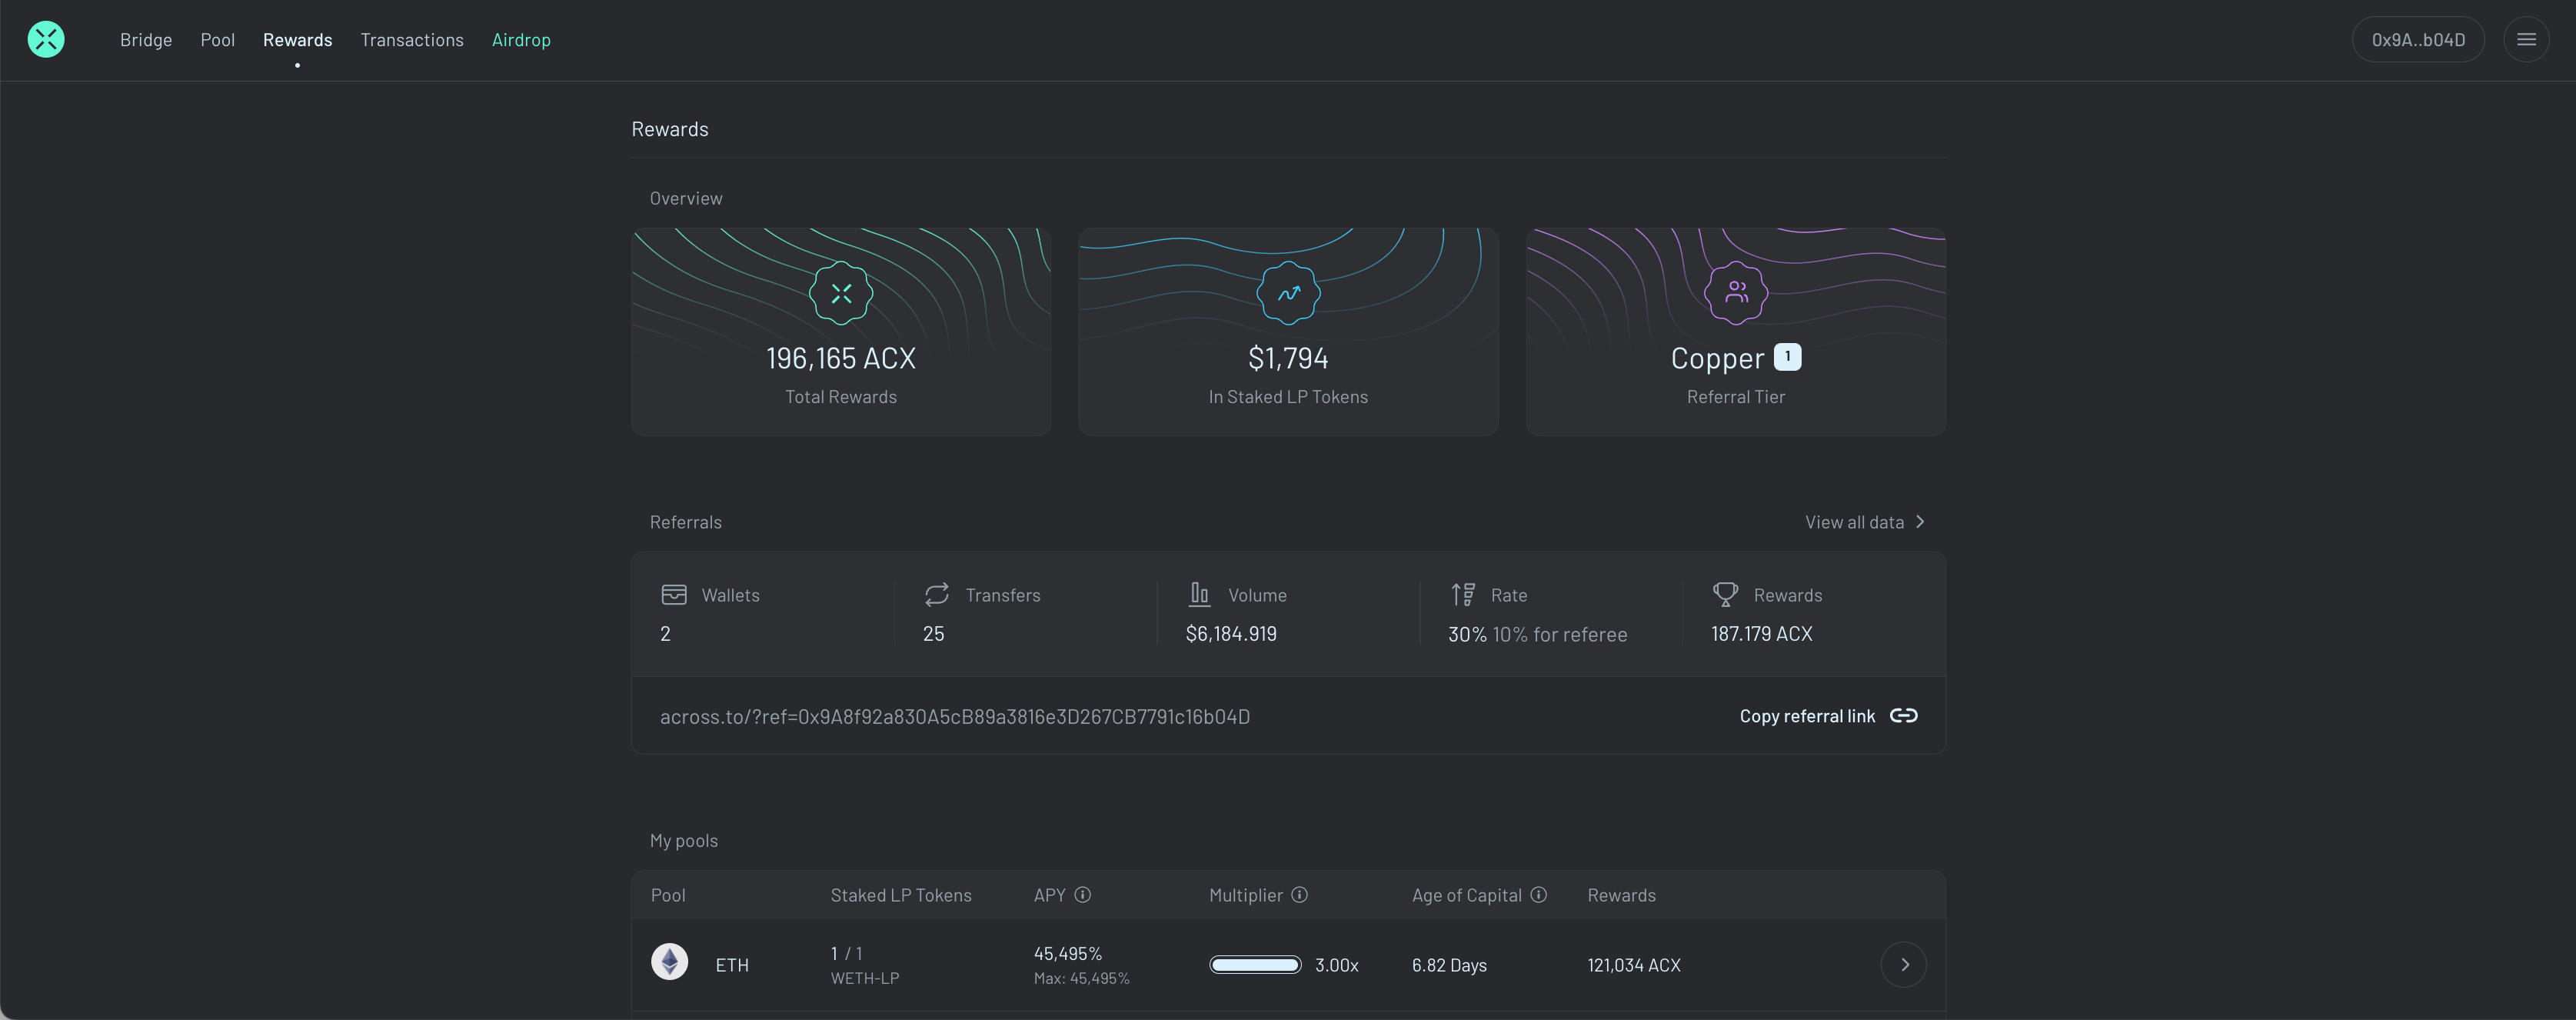 Bridge Pool Rewards Transactions Airdrop 0x9A..b04D
Rewards
Overview
196,165 ACX
Total Rewards
$1,794
In Staked LP Tokens
Copper 1
Referral Tier
Referrals
View all data
Wallets
2
Transfers
25
Volume
$6,184.919
Rate
30% 10% for referee
Rewards
187.179 ACX
across.to/?ref=0x9A8f92a830A5cB89a3816e3D267CB7791c16b04D
Copy referral link
My pools
Pool Staked LP Tokens APY Multiplier Age of Capital Rewards
ETH
1 / 1
WETH-LP
45,495%
Max: 45,495%
3.00x
6.82 Days
121,034 ACX